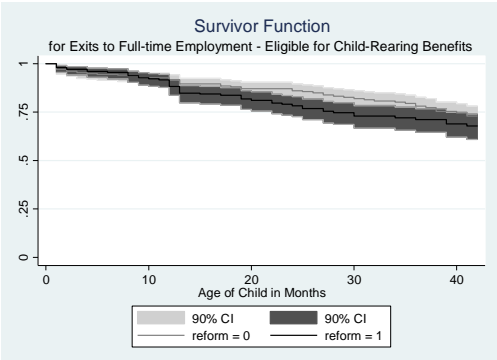 Survivor Function
for Exits to Full-time Employment - Eligible for Child-Rearing Benefits
1
.75
.5
.25
0
0 10 20 30 40
Age of Child in Months
90% CI 90% CI
reform = 0 reform = 1